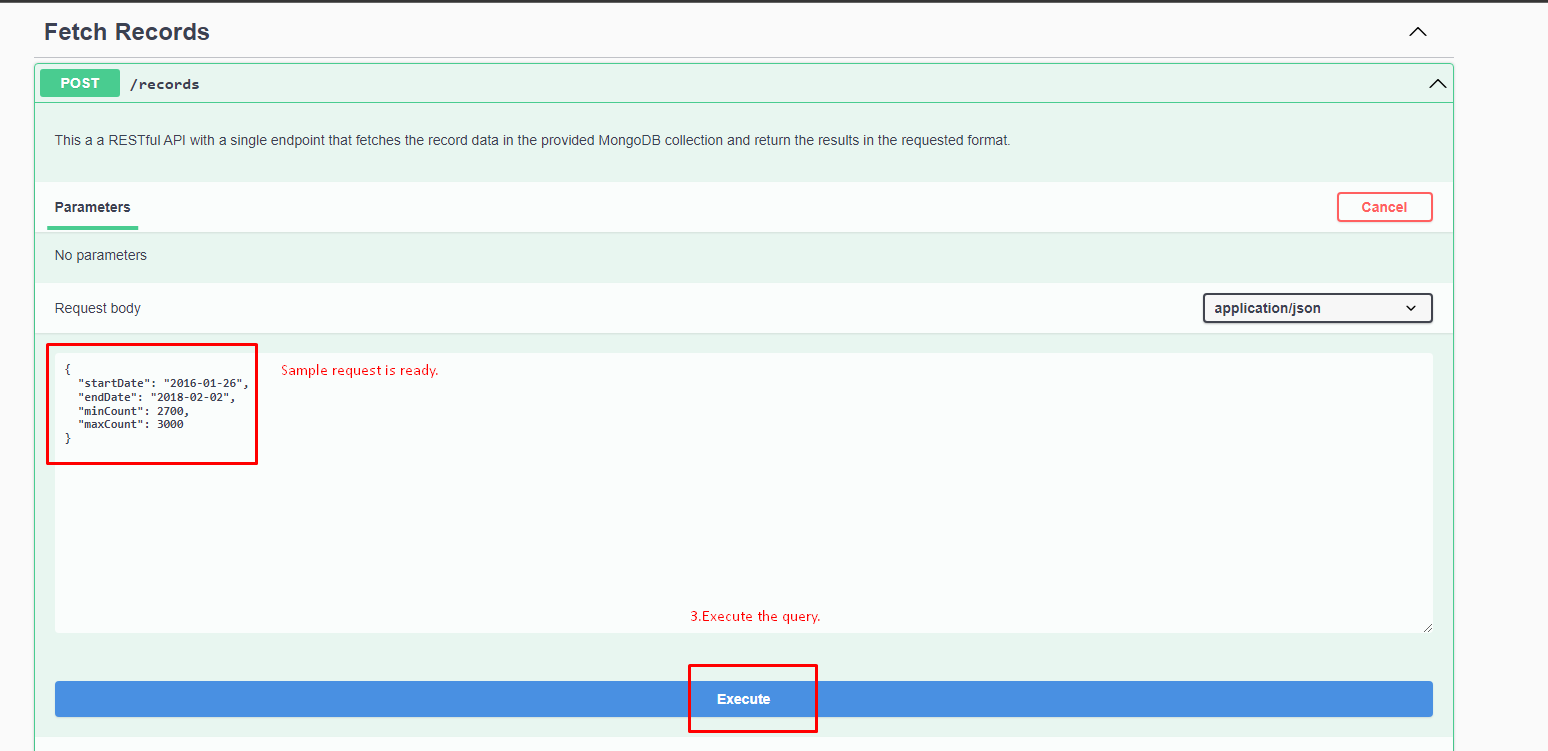 Fetch Records
POST /records
This a a RESTful API with a single endpoint that fetches the record data in the provided MongoDB collection and return the results in the requested format.
Parameters
Cancel
No parameters
Request body
application/json
{
"startDate": "2016-01-26",
"endDate": "2018-02-02",
"minCount": 2700,
"maxCount": 3000
}
Sample request is ready.
3.Execute the query.
Execute